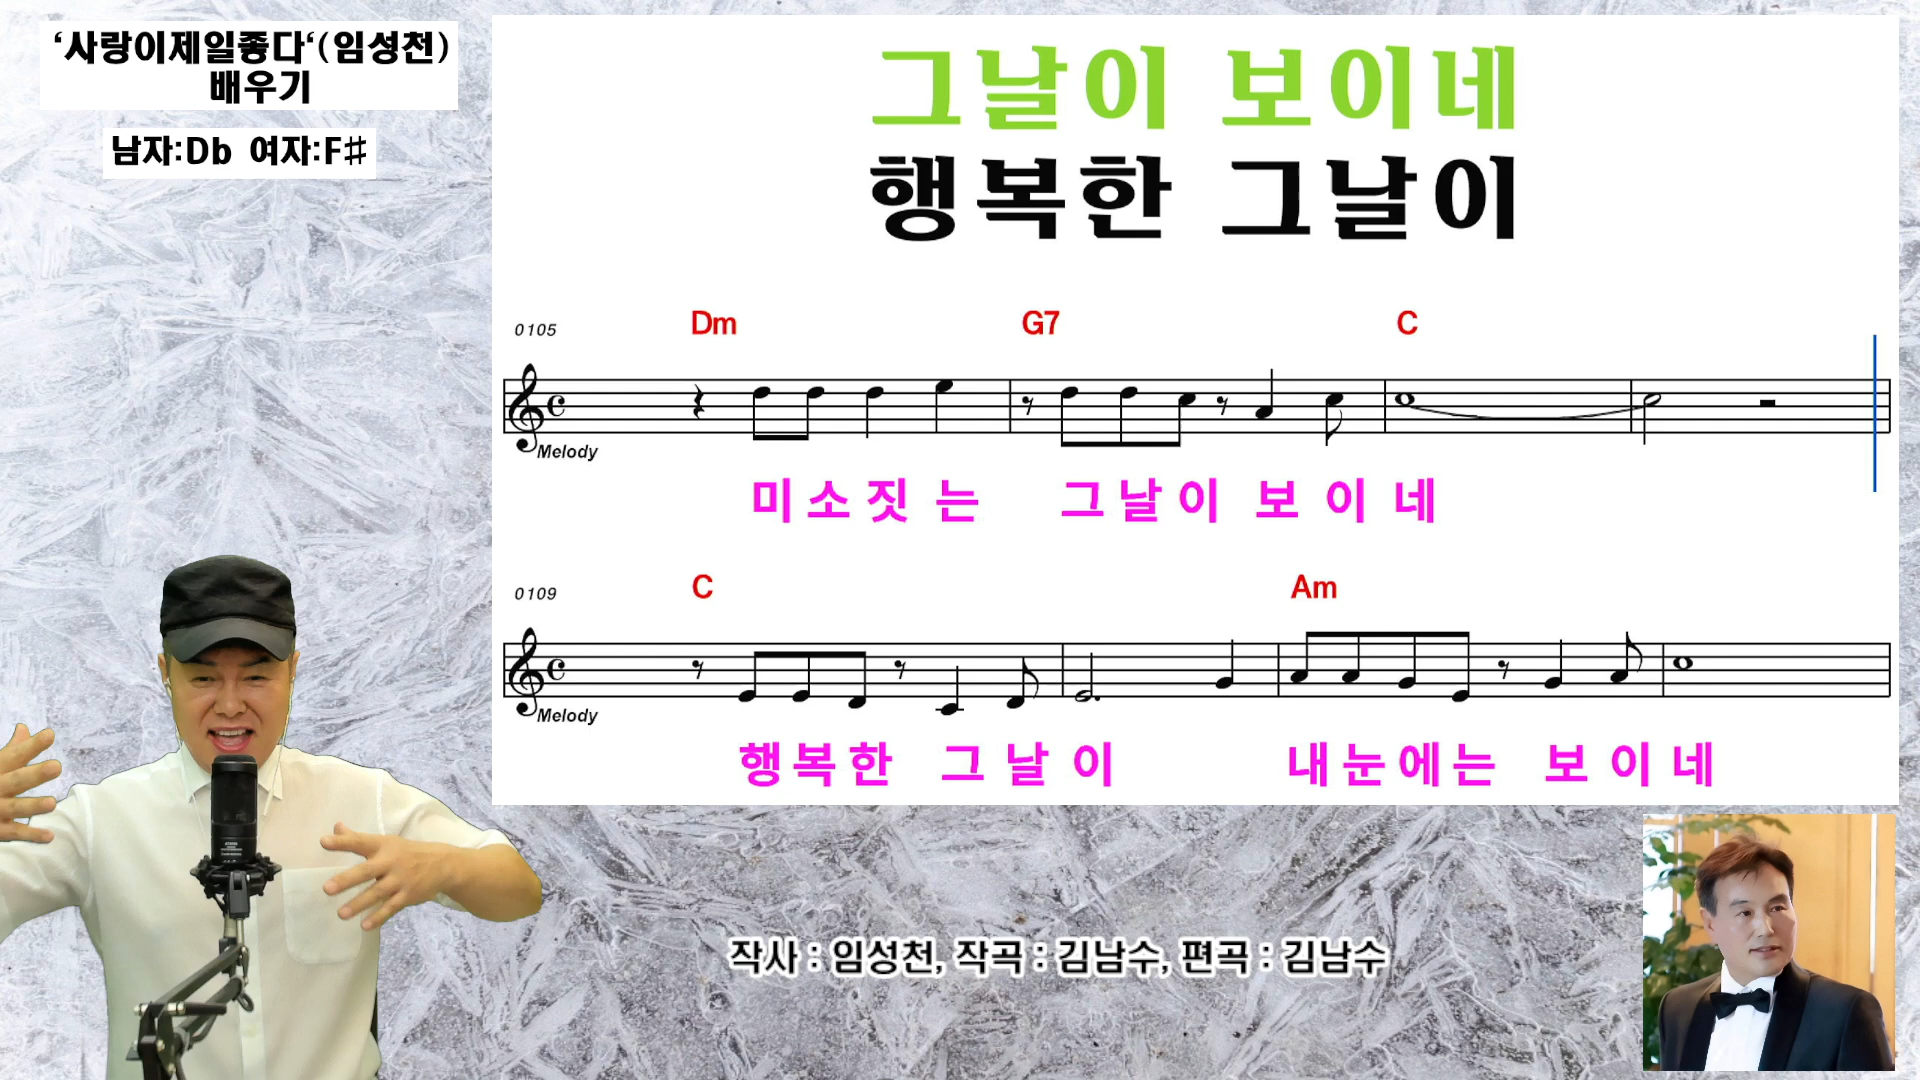 ‘사랑이제일좋다‘(임성천)
배우기
남자:Db 여자:F♯
그날이 보이네
행복한 그날이
0105 Dm G7 C
Melody
미소짓는 그날이 보이네
0109 C Am
Melody
행복한 그날이 내눈에는 보이네
작사 : 임성천, 작곡 : 김남수, 편곡 : 김남수